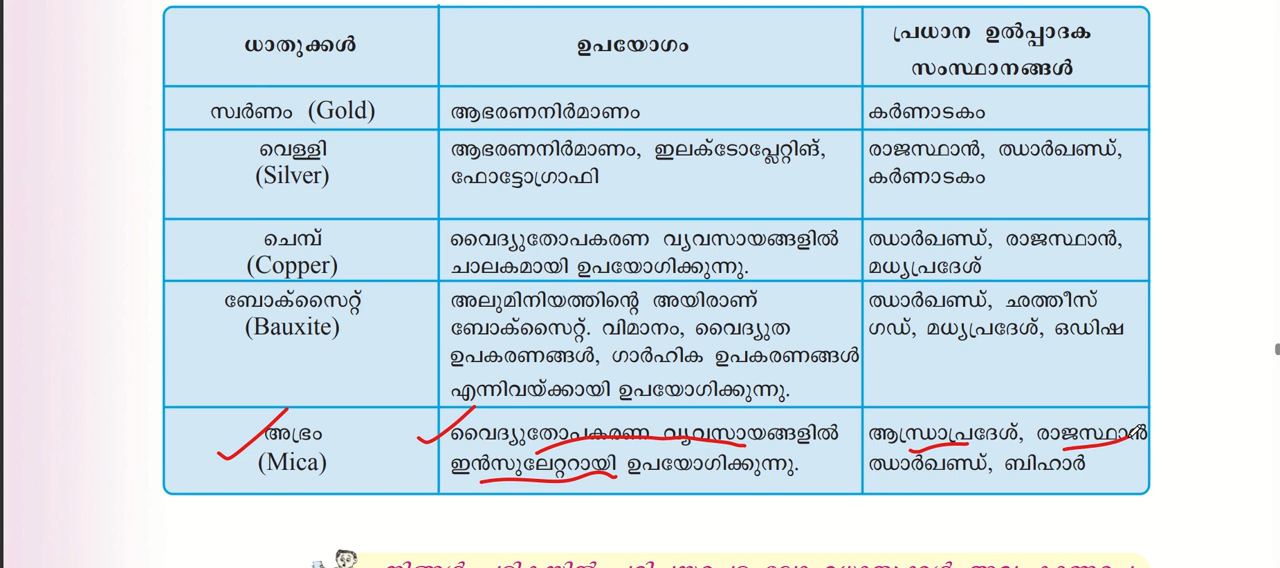 ധാതുക്കൾ ഉപയോഗം പ്രധാന ഉൽപ്പാദക
സംസ്ഥാനങ്ങൾ
സ്വർണം (Gold) ആഭരണനിർമാണം കർണാടകം
വെള്ളി ആഭരണനിർമാണം, ഇലക്ടോപ്ലേറ്റിങ്, രാജസ്ഥാൻ, ഝാർഖണ്ഡ്,
(Silver) ഫോട്ടോഗ്രാഫി കർണാടകം
ചെമ്പ് വൈദ്യുതോപകരണ വ്യവസായങ്ങളിൽ ഝാർഖണ്ഡ്, രാജസ്ഥാൻ,
(Copper) ചാലകമായി ഉപയോഗിക്കുന്നു. മധ്യപ്രദേശ്
ബോക്സൈറ്റ് അലുമിനിയത്തിന്റെ അയിരാണ് ഝാർഖണ്ഡ്, ഛത്തീസ്
(Bauxite) ബോക്സൈറ്റ്. വിമാനം, വൈദ്യുത ഗഡ്, മധ്യപ്രദേശ്, ഒഡിഷ
ഉപകരണങ്ങൾ, ഗാർഹിക ഉപകരണങ്ങൾ
എന്നിവയ്ക്കായി ഉപയോഗിക്കുന്നു.
അഭ്രം വൈദ്യുതോപകരണ വ്യവസായങ്ങളിൽ ആന്ധ്രാപ്രദേശ്, രാജസ്ഥാൻ
(Mica) ഇൻസുലേറ്ററായി ഉപയോഗിക്കുന്നു. ഝാർഖണ്ഡ്, ബിഹാർ